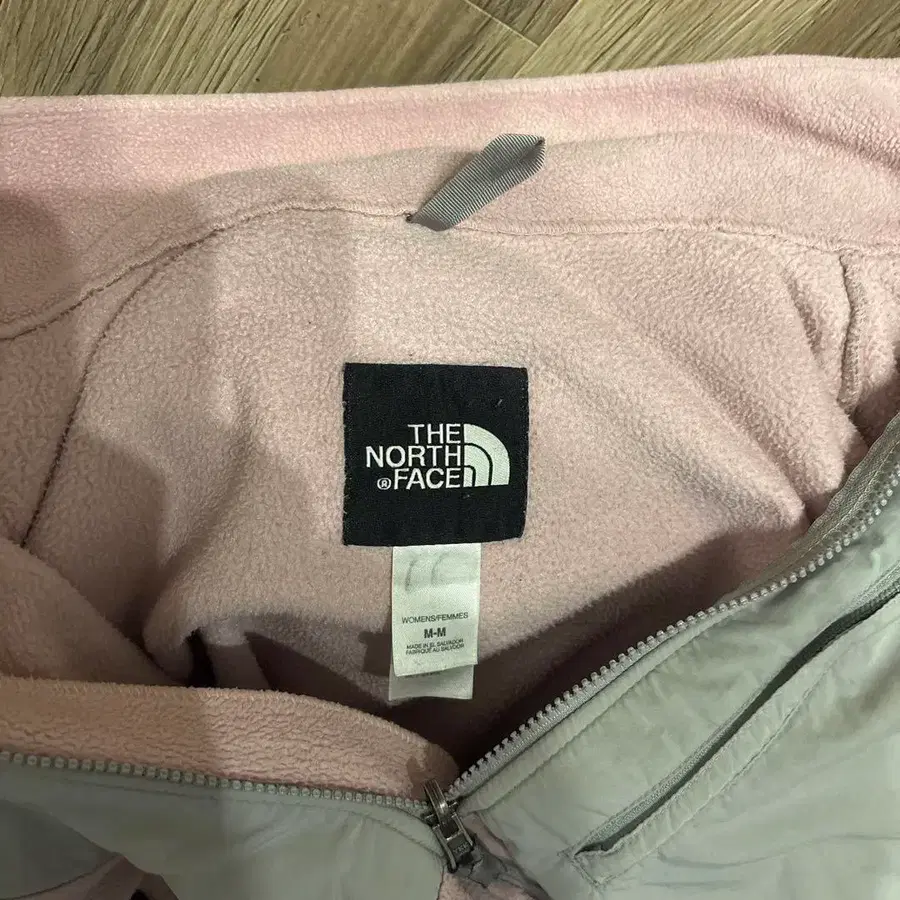 THE
NORTH
® FACE
WOMENS/FEMMES
M-M
MADE IN EL SALVADOR
FABRIQUE AU SALVADOR